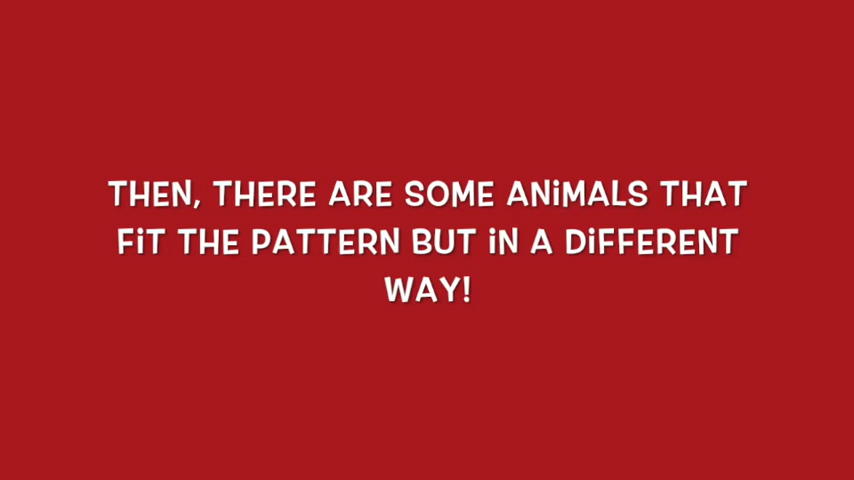 THEN, THERE ARE SOME ANiMALS THAT
FiT THE PATTERN BUT iN A DiFFERENT
WAY!